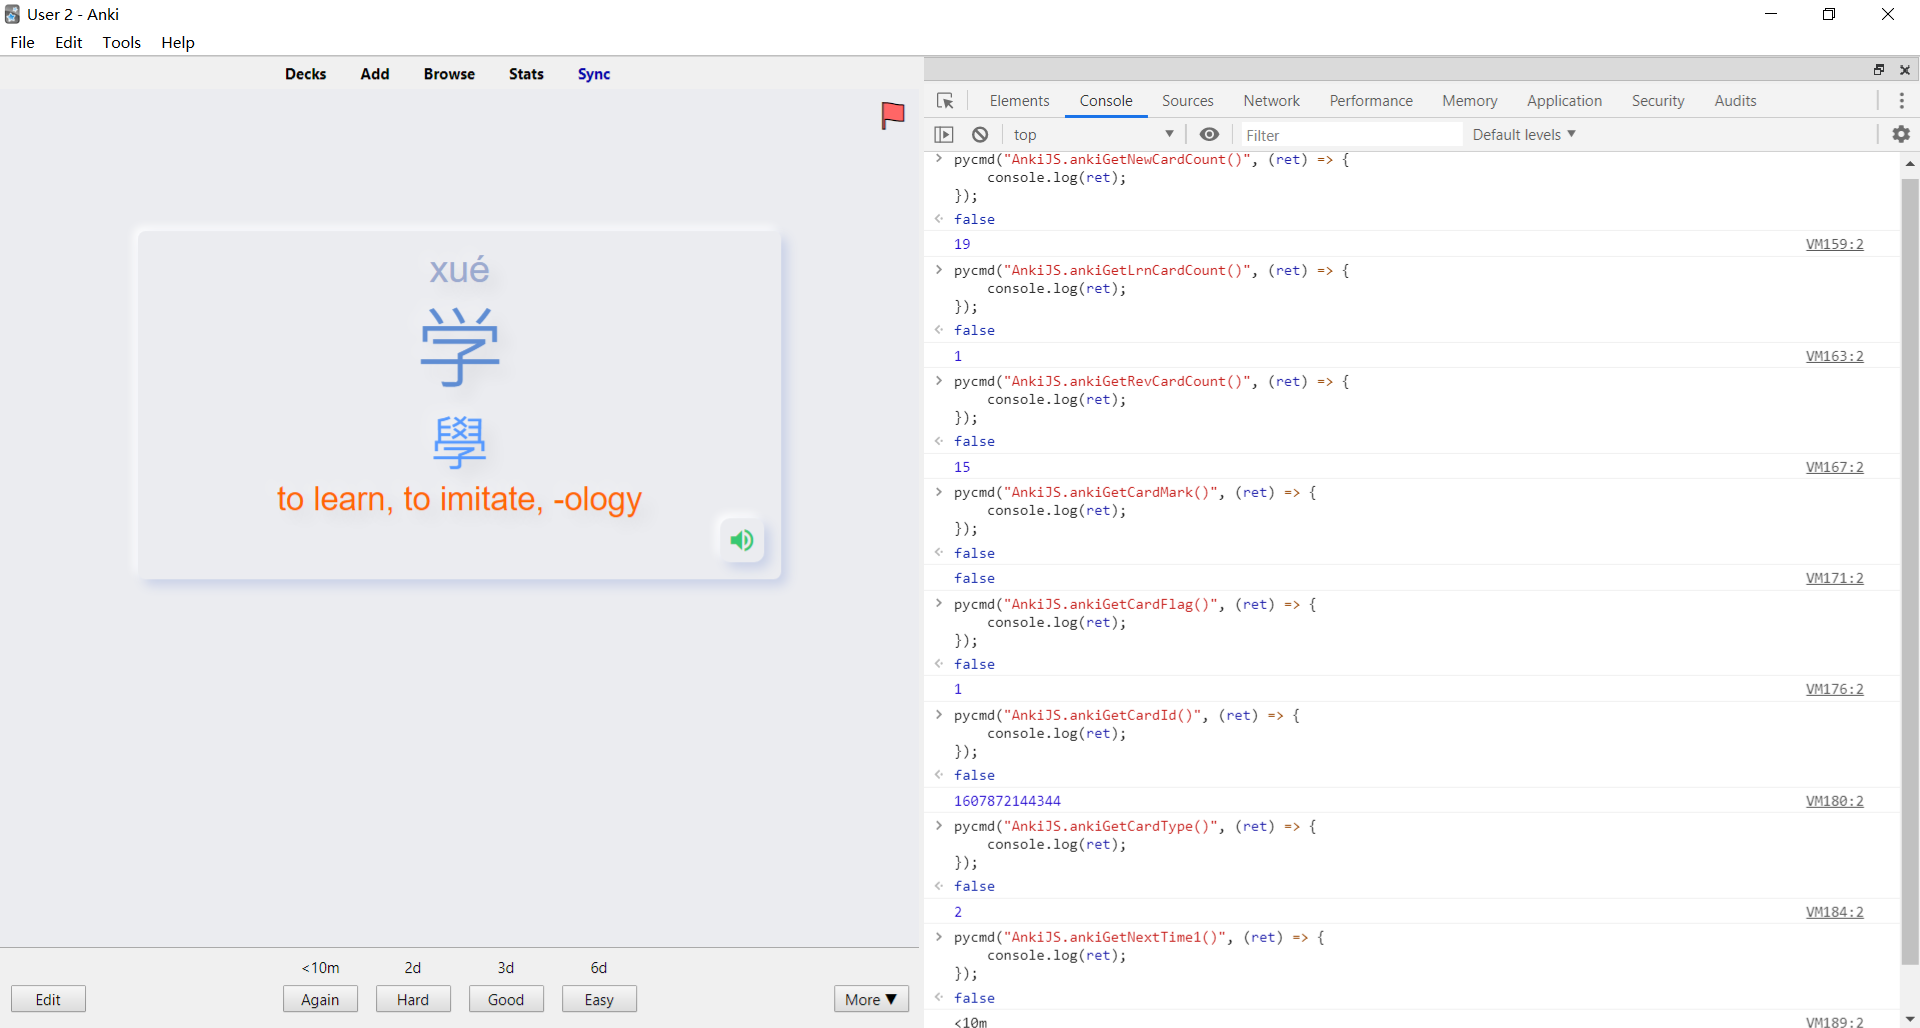 User 2 - Anki
File Edit Tools Help
Decks Add Browse Stats Sync
xué
学
學
to learn, to imitate, -ology
<10m 2d 3d 6d
Edit Again Hard Good Easy More ▼
Elements Console Sources Network Performance Memory Application Security Audits
top ▼ Filter Default levels ▼
> pycmd("AnkiJS.ankiGetNewCardCount()", (ret) => {
console.log(ret);
});
false
19 VM159:2
> pycmd("AnkiJS.ankiGetLrnCardCount()", (ret) => {
console.log(ret);
});
false
1 VM163:2
> pycmd("AnkiJS.ankiGetRevCardCount()", (ret) => {
console.log(ret);
});
false
15 VM167:2
> pycmd("AnkiJS.ankiGetCardMark()", (ret) => {
console.log(ret);
});
false
false VM171:2
> pycmd("AnkiJS.ankiGetCardFlag()", (ret) => {
console.log(ret);
});
false
1 VM176:2
> pycmd("AnkiJS.ankiGetCardId()", (ret) => {
console.log(ret);
});
false
1607872144344 VM180:2
> pycmd("AnkiJS.ankiGetCardType()", (ret) => {
console.log(ret);
});
false
2 VM184:2
> pycmd("AnkiJS.ankiGetNextTime1()", (ret) => {
console.log(ret);
});
false
<10m VM189:2